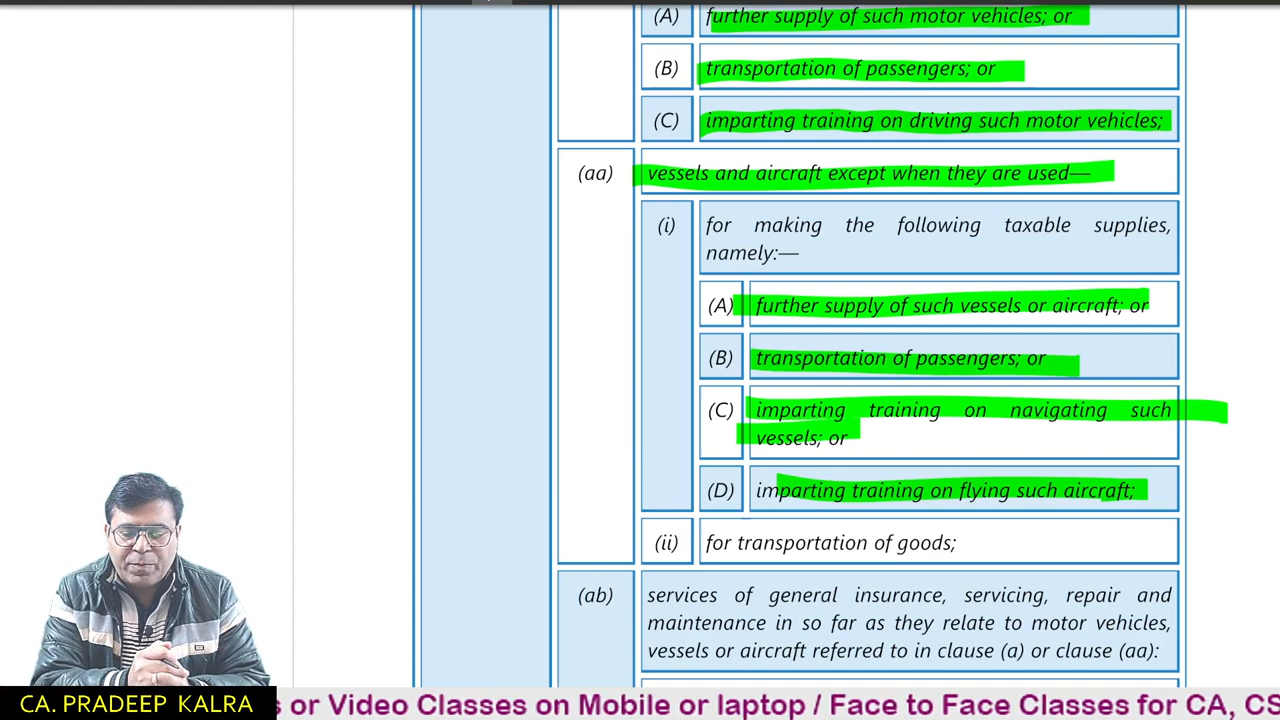 (A) further supply of such motor vehicles; or
(B) transportation of passengers; or
(C) imparting training on driving such motor vehicles;
(aa) vessels and aircraft except when they are used—
(i) for making the following taxable supplies,
namely:—
(A) further supply of such vessels or aircraft; or
(B) transportation of passengers; or
(C) imparting training on navigating such
vessels; or
(D) imparting training on flying such aircraft;
(ii) for transportation of goods;
(ab) services of general insurance, servicing, repair and
maintenance in so far as they relate to motor vehicles,
vessels or aircraft referred to in clause (a) or clause (aa):
CA. PRADEEP KALRA
s or Video Classes on Mobile or laptop / Face to Face Classes for CA, CS